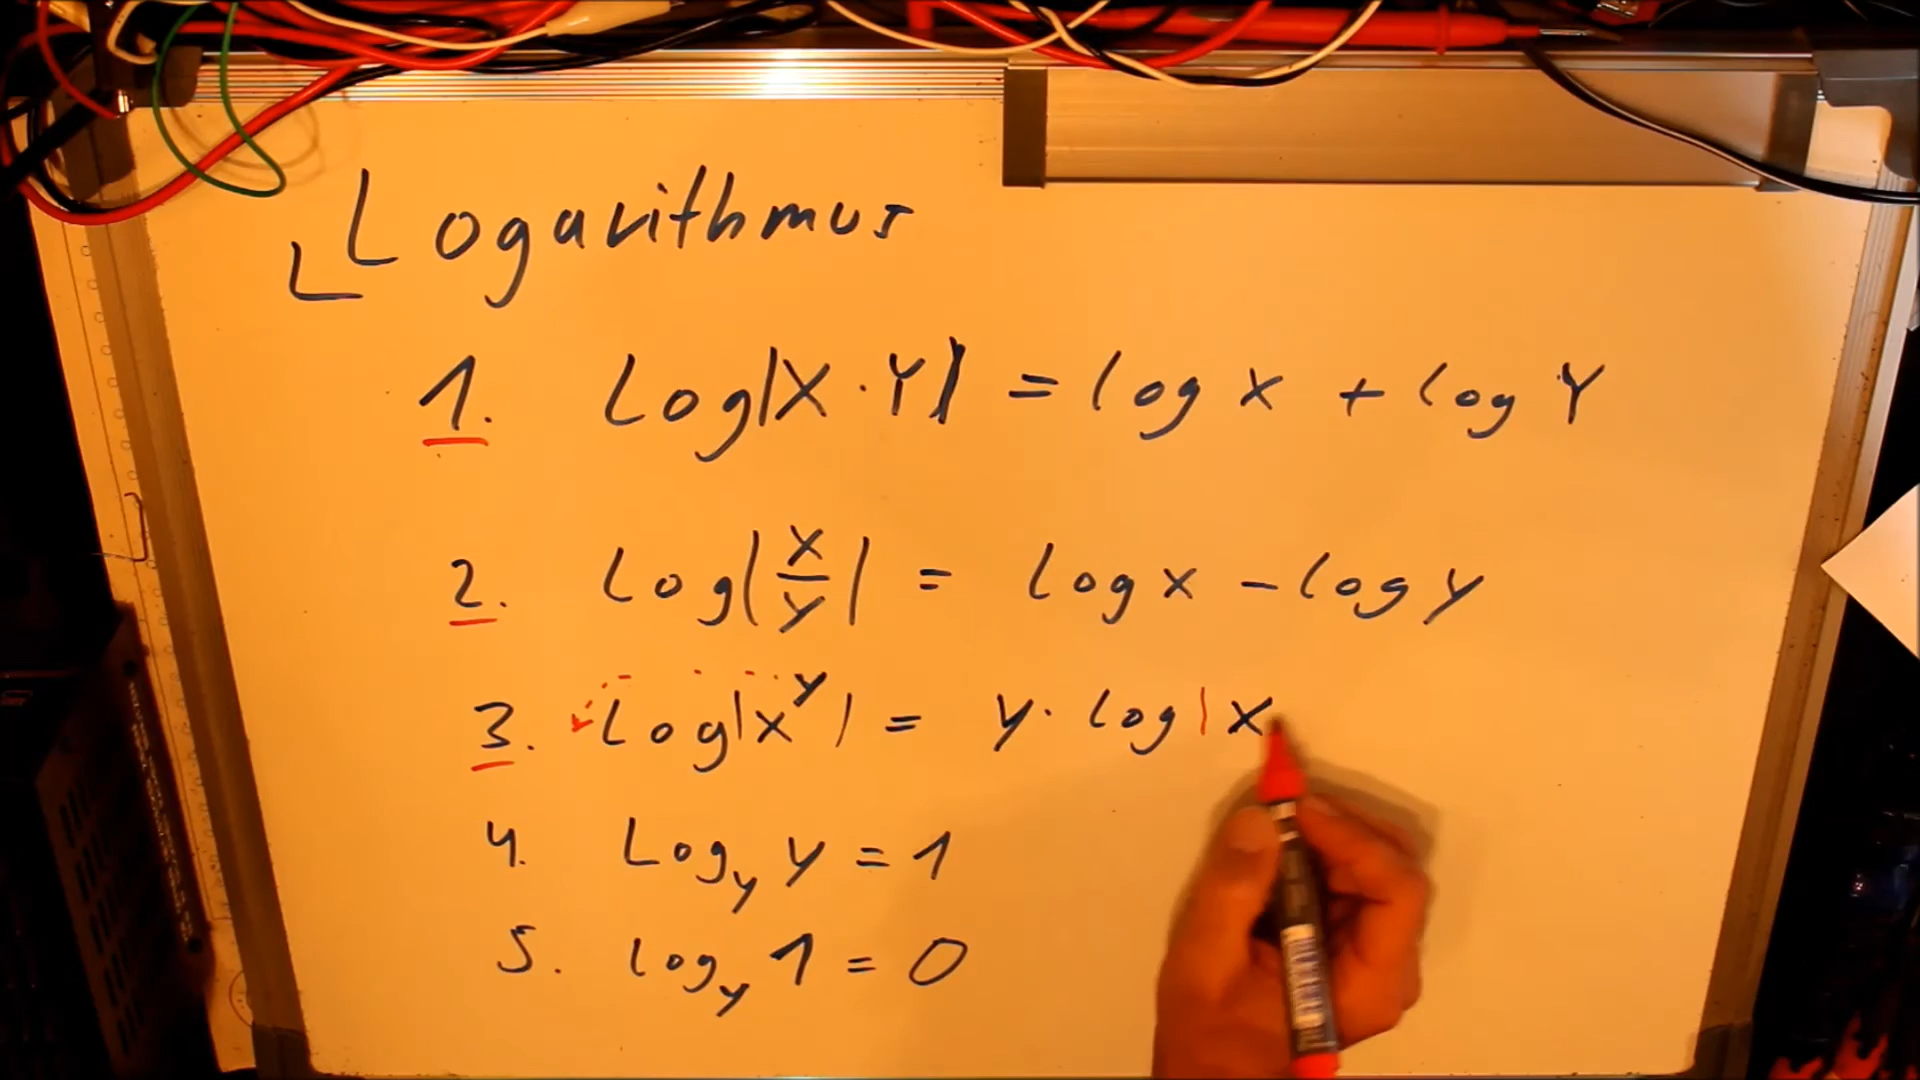 Logarithmus
1. Log(X · Y) = log x + log Y
2. Log(x/y) = log x - log y
3. Log(x^y) = y · log(x
4. Log_y y = 1
5. log_y 1 = 0